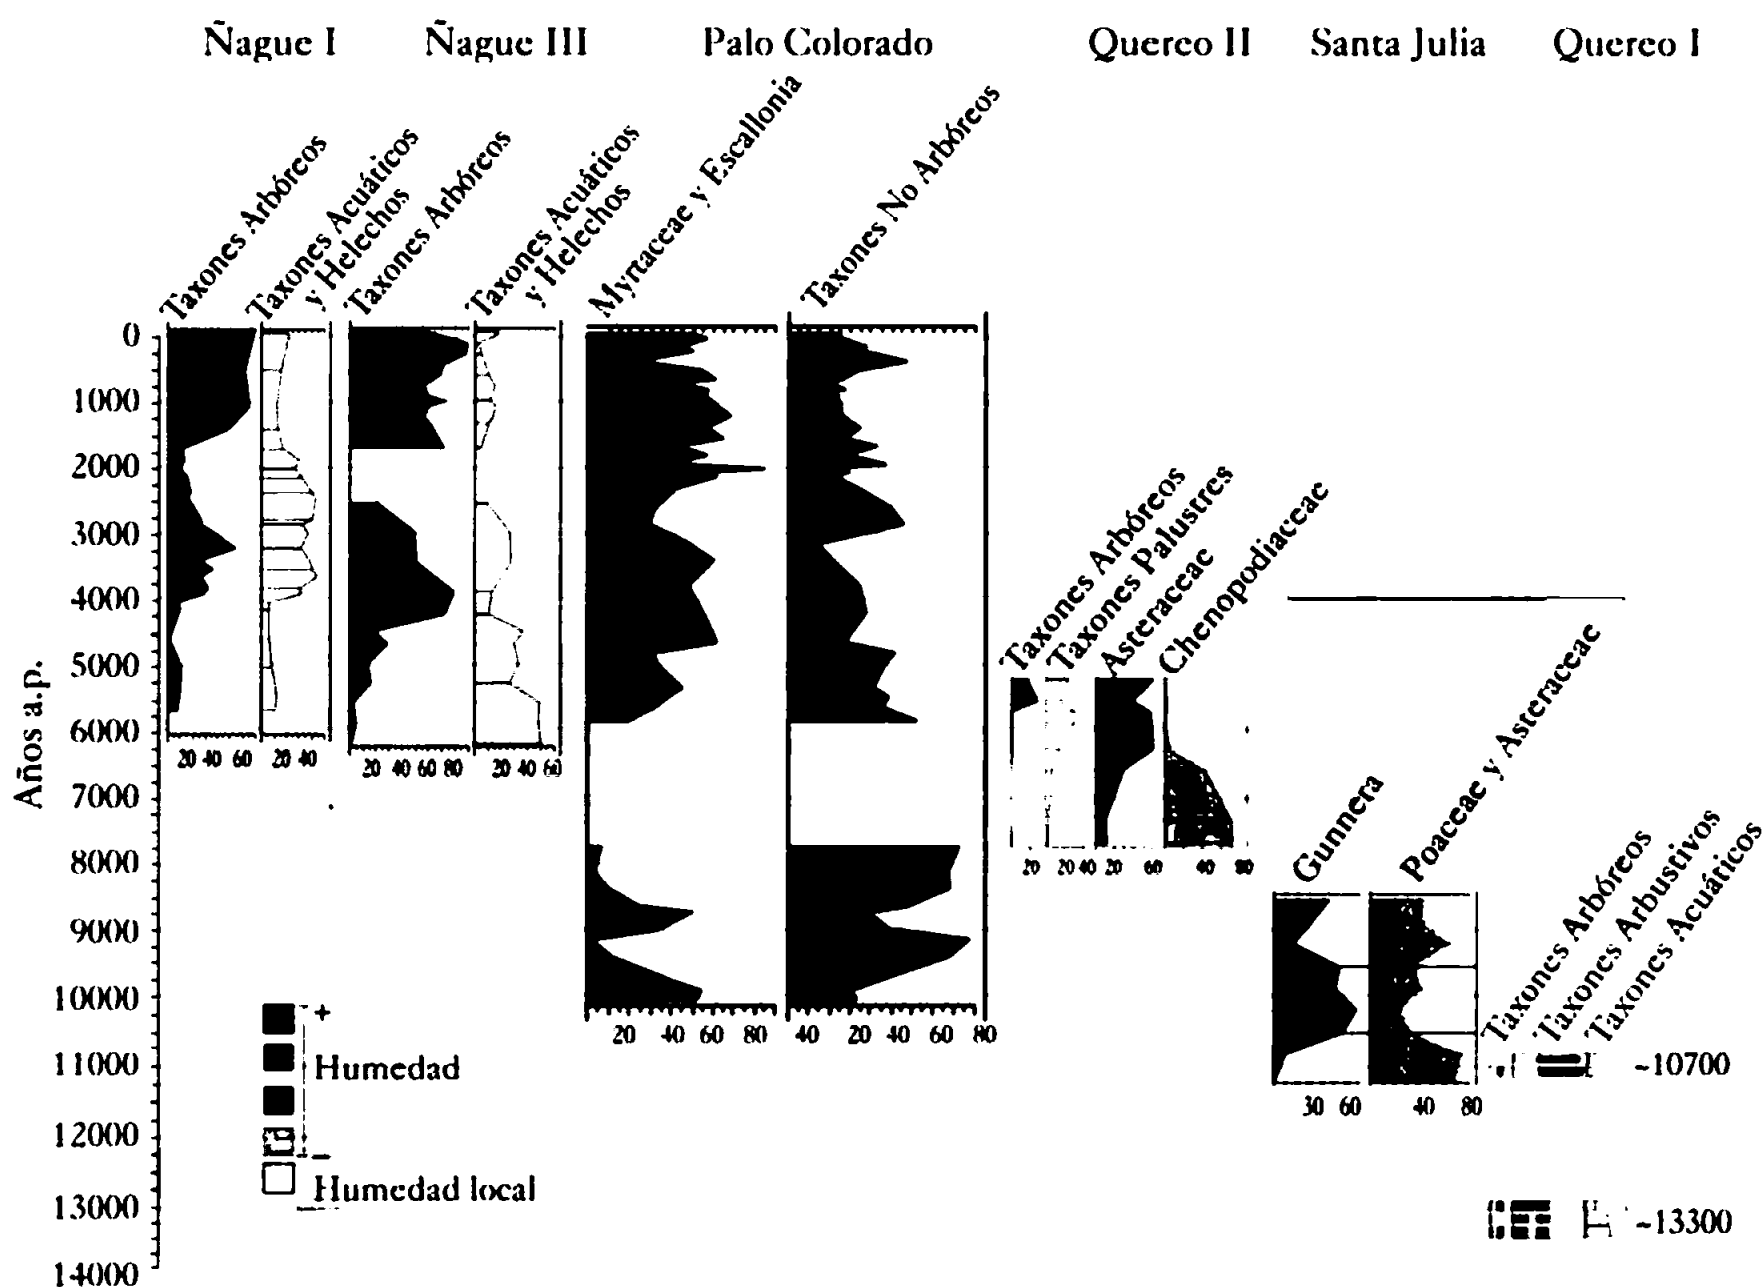 Ñague I
Ñague III
Palo Colorado
Quereo II
Santa Julia
Quereo I
Taxones Arbóreos
Taxones Acuáticos
y Helechos
Taxones Arbóreos
Taxones Acuáticos
y Helechos
Myrtaceae y Escallonia
Taxones No Arbóreos
Taxones Arbóreos
Taxones Palustres
Asteraceae
Chenopodiaceae
Gunnera
Poaceae y Asteraceae
Taxones Arbóreos
Taxones Arbustivos
Taxones Acuáticos
Años a.p.
0
1000
2000
3000
4000
5000
6000
7000
8000
9000
10000
11000
12000
13000
14000
20 40 60
20 40
20 40 60 80
20 40 60
20 40 60 80
40 20 40 60 80
20
20 40
20 60
40 80
30 60
40 80
~10700
~13300
+
Humedad
-
Humedad local